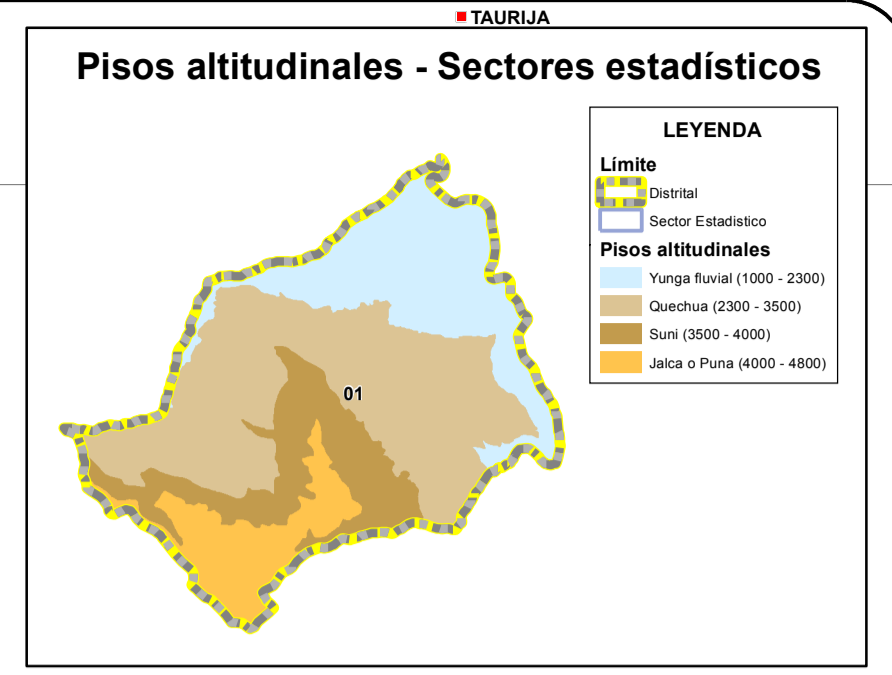 TAURIJA
Pisos altitudinales - Sectores estadísticos
LEYENDA
Límite
Distrital
Sector Estadistico
Pisos altitudinales
Yunga fluvial (1000 - 2300)
Quechua (2300 - 3500)
Suni (3500 - 4000)
Jalca o Puna (4000 - 4800)
01